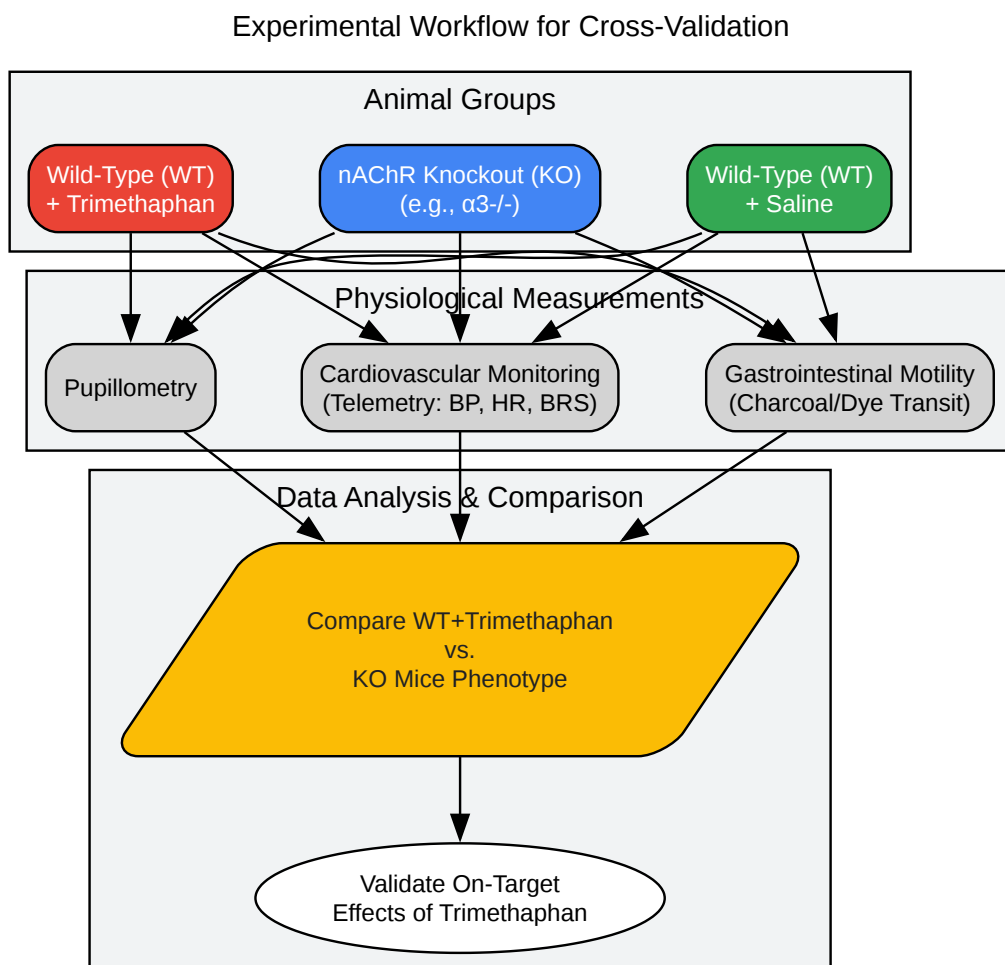 Experimental Workflow for Cross-Validation
Animal Groups
Wild-Type (WT)
+ Trimethaphan
nAChR Knockout (KO)
(e.g., α3-/-)
Wild-Type (WT)
+ Saline
Physiological Measurements
Pupillometry
Cardiovascular Monitoring
(Telemetry: BP, HR, BRS)
Gastrointestinal Motility
(Charcoal/Dye Transit)
Data Analysis & Comparison
Compare WT+Trimethaphan
vs.
KO Mice Phenotype
Validate On-Target
Effects of Trimethaphan